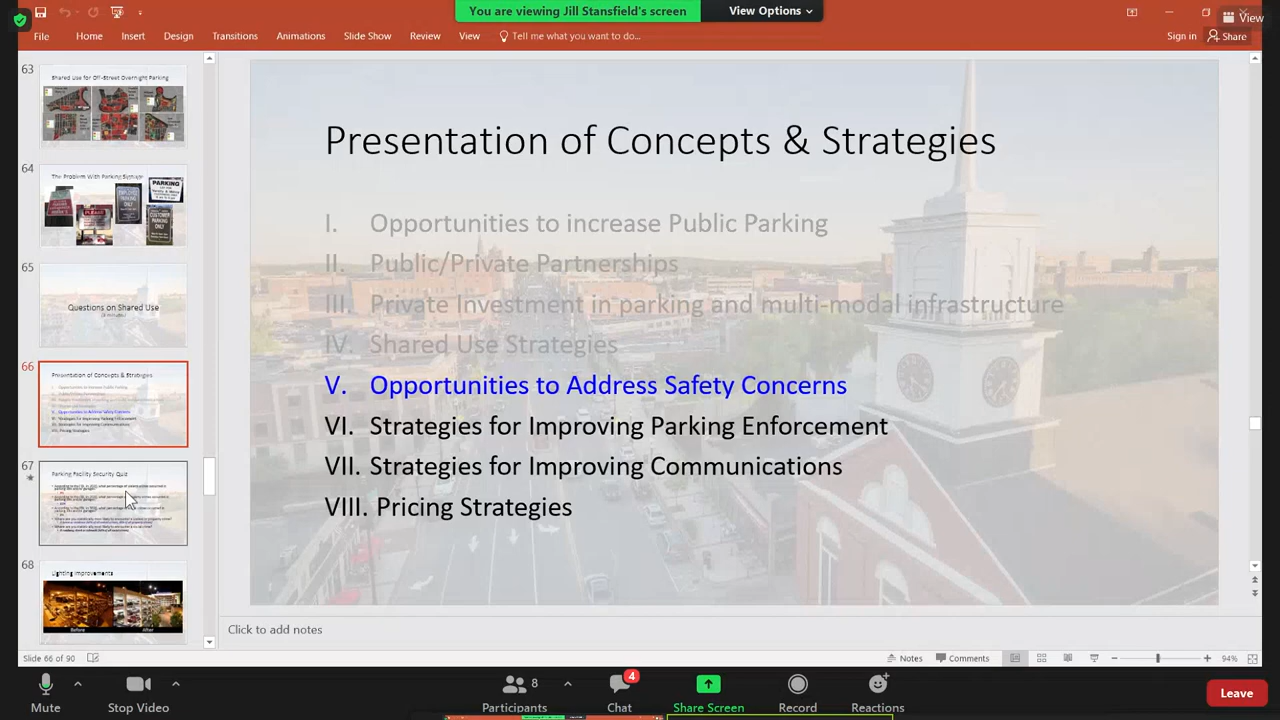 You are viewing Jill Stansfield's screen
View Options
View
File
Home
Insert
Design
Transitions
Animations
Slide Show
Review
View
Tell me what you want to do...
Sign in
Share
63
Shared Use for Off-Street Overnight Parking
64
The Problem With Parking Signage
65
Questions on Shared Use
66
Presentation of Concepts & Strategies
67
Parking Facility Security Quiz
68
Lighting Improvements
Before
After
Presentation of Concepts & Strategies
I. Opportunities to increase Public Parking
II. Public/Private Partnerships
III. Private Investment in parking and multi-modal infrastructure
IV. Shared Use Strategies
V. Opportunities to Address Safety Concerns
VI. Strategies for Improving Parking Enforcement
VII. Strategies for Improving Communications
VIII. Pricing Strategies
Click to add notes
Slide 66 of 90
Notes
Comments
94%
Mute
Stop Video
8
Participants
4
Chat
Share Screen
Record
Reactions
Leave